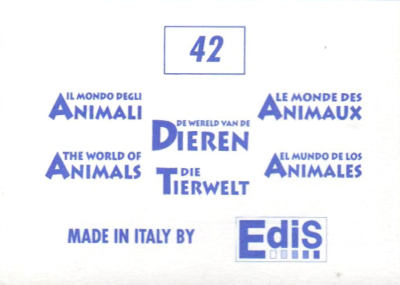 42
IL MONDO DEGLI
ANIMALI
LE MONDE DES
ANIMAUX
DE WERELD VAN DE
DIEREN
THE WORLD OF
ANIMALS
EL MUNDO DE LOS
ANIMALES
DIE
TIERWELT
MADE IN ITALY BY
EdiS